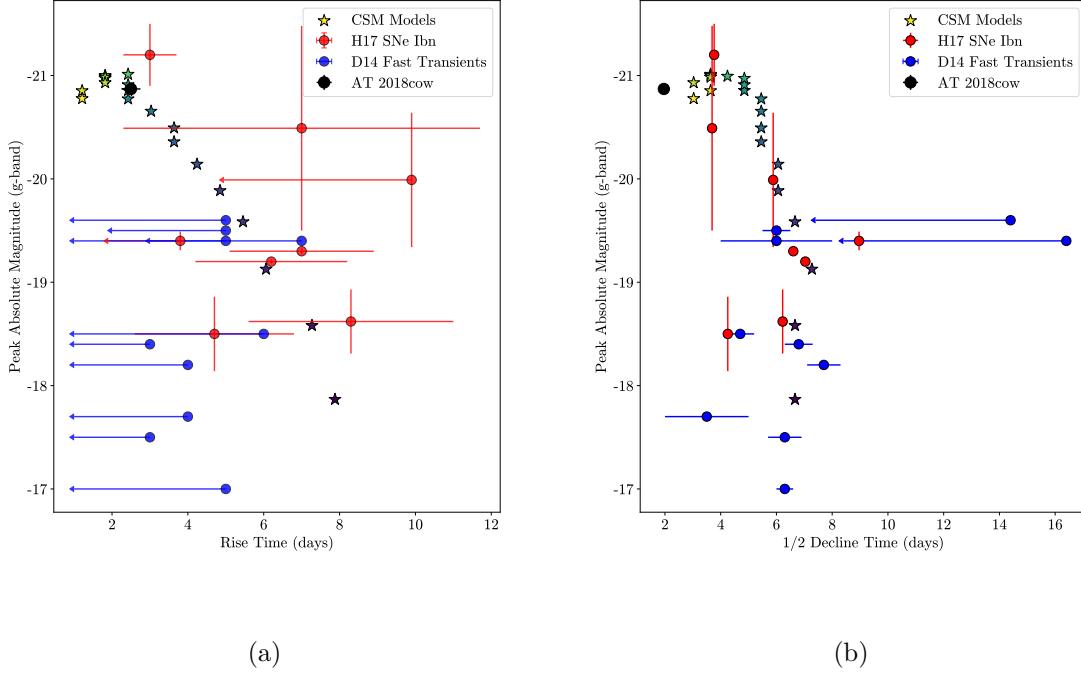 CSM Models
H17 SNe Ibn
D14 Fast Transients
AT 2018cow
-21
-20
-19
-18
-17
Peak Absolute Magnitude (g-band)
2 4 6 8 10 12
Rise Time (days)
(a)
CSM Models
H17 SNe Ibn
D14 Fast Transients
AT 2018cow
-21
-20
-19
-18
-17
Peak Absolute Magnitude (g-band)
2 4 6 8 10 12 14 16
1/2 Decline Time (days)
(b)